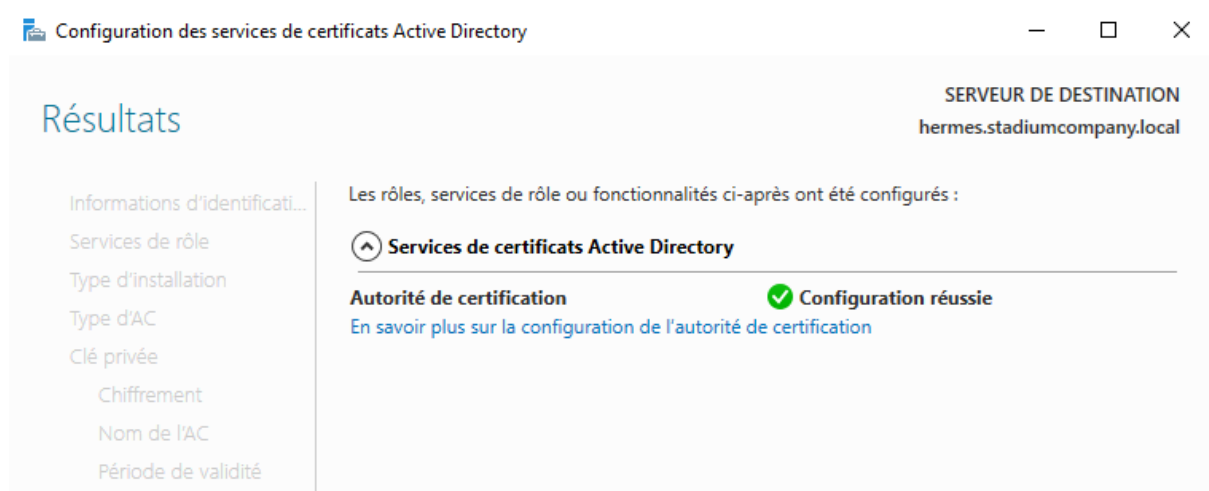 Configuration des services de certificats Active Directory
SERVEUR DE DESTINATION
hermes.stadiumcompany.local
Résultats
Informations d'identificati...
Services de rôle
Type d'installation
Type d'AC
Clé privée
Chiffrement
Nom de l'AC
Période de validité
Les rôles, services de rôle ou fonctionnalités ci-après ont été configurés :
Services de certificats Active Directory
Autorité de certification Configuration réussie
En savoir plus sur la configuration de l'autorité de certification